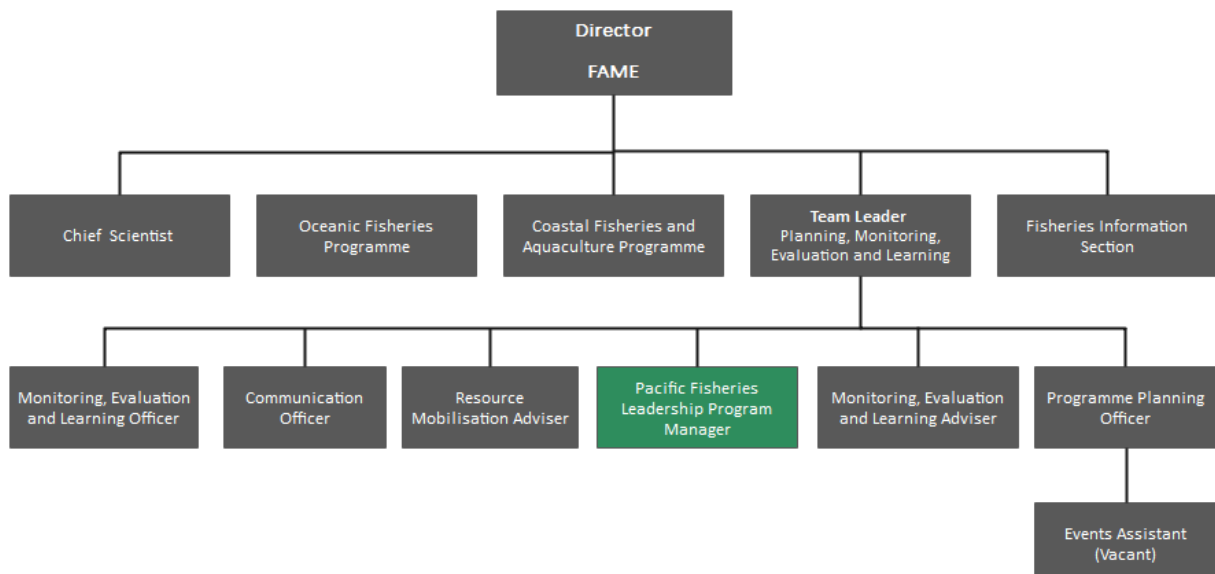 Director
FAME
Chief Scientist
Oceanic Fisheries
Programme
Coastal Fisheries and
Aquaculture Programme
Team Leader
Planning, Monitoring,
Evaluation and Learning
Fisheries Information
Section
Monitoring, Evaluation
and Learning Officer
Communication
Officer
Resource
Mobilisation Adviser
Pacific Fisheries
Leadership Program
Manager
Monitoring, Evaluation
and Learning Adviser
Programme Planning
Officer
Events Assistant
(Vacant)